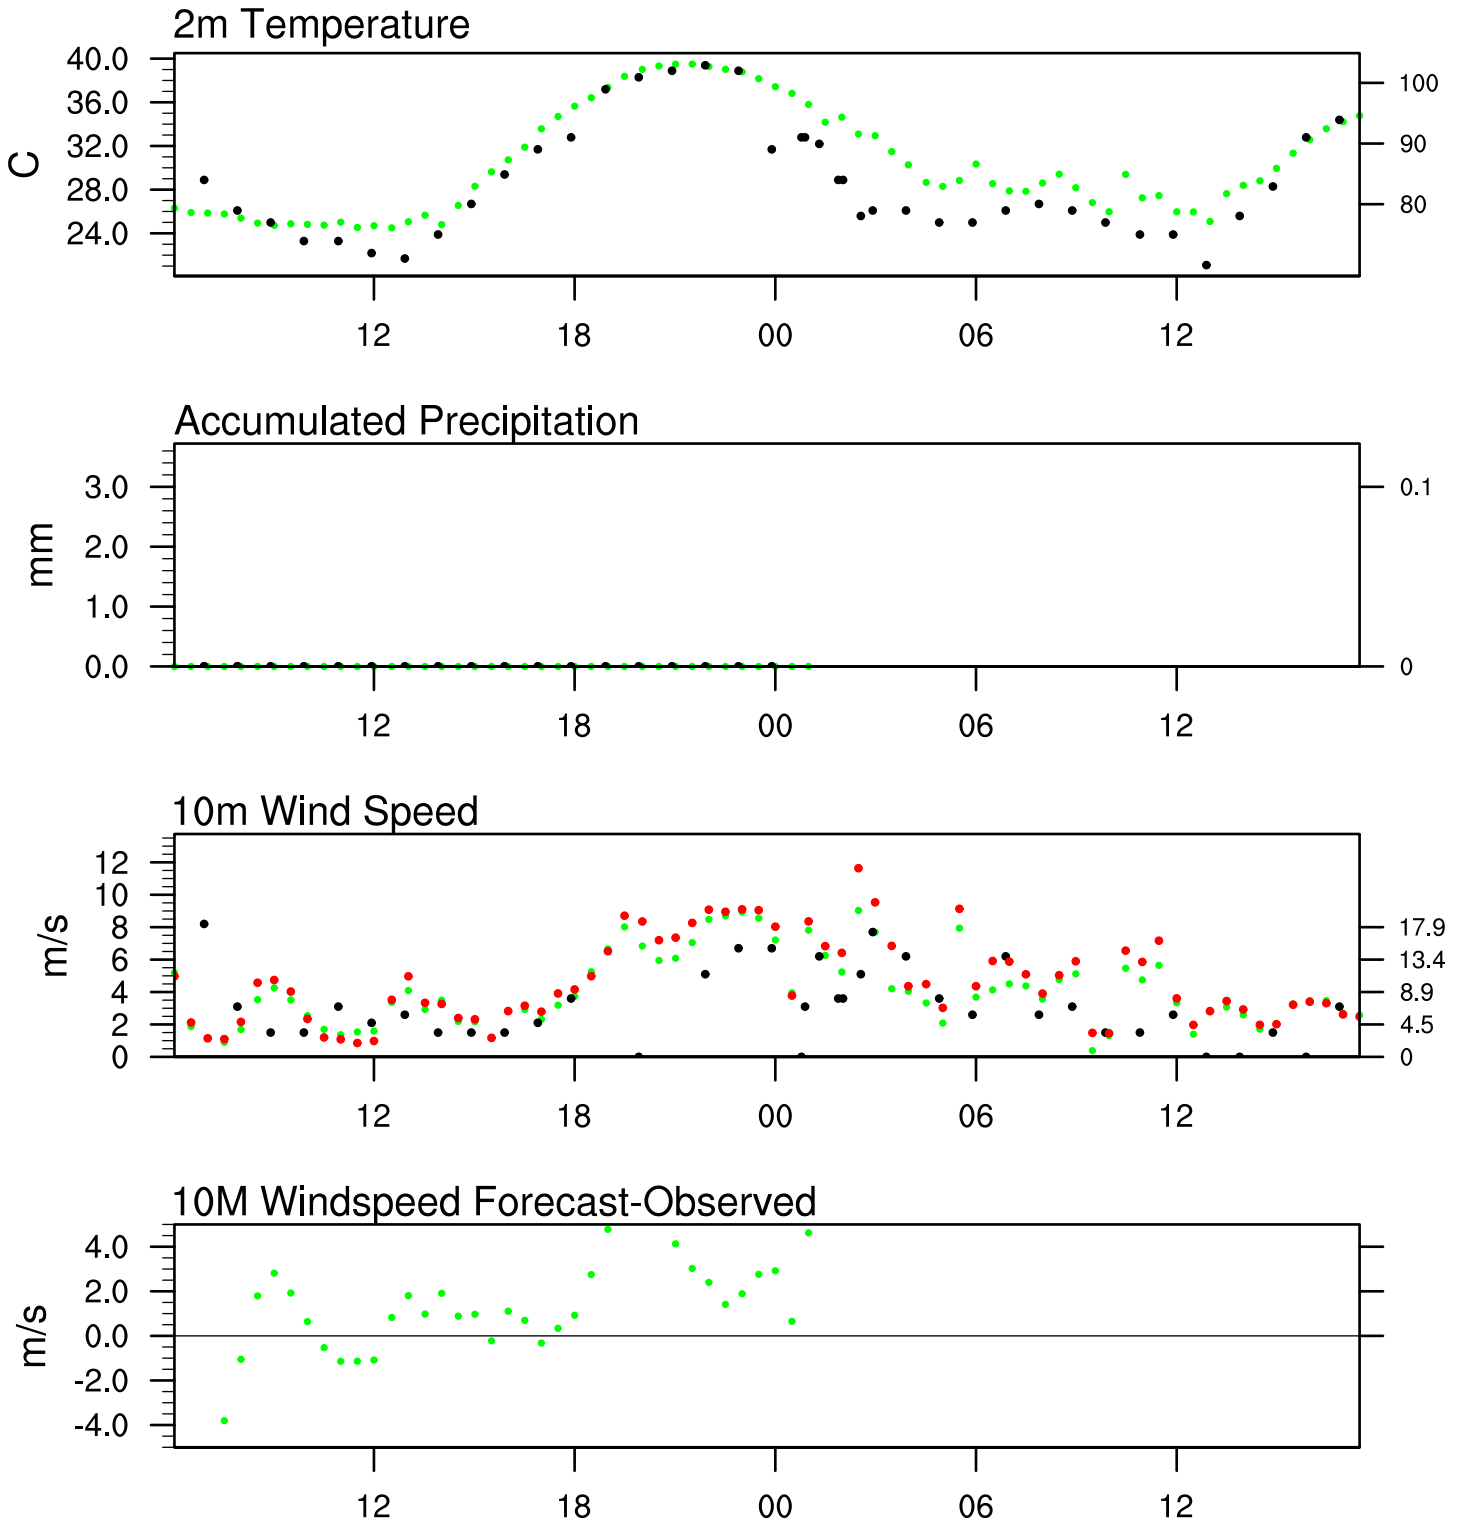 2m Temperature
40.0
36.0
32.0
28.0
24.0
C
100
90
80
12 18 00 06 12
Accumulated Precipitation
3.0
2.0
1.0
0.0
mm
0.1
0
12 18 00 06 12
10m Wind Speed
12
10
8
6
4
2
0
m/s
17.9
13.4
8.9
4.5
0
12 18 00 06 12
10M Windspeed Forecast-Observed
4.0
2.0
0.0
-2.0
-4.0
m/s
12 18 00 06 12